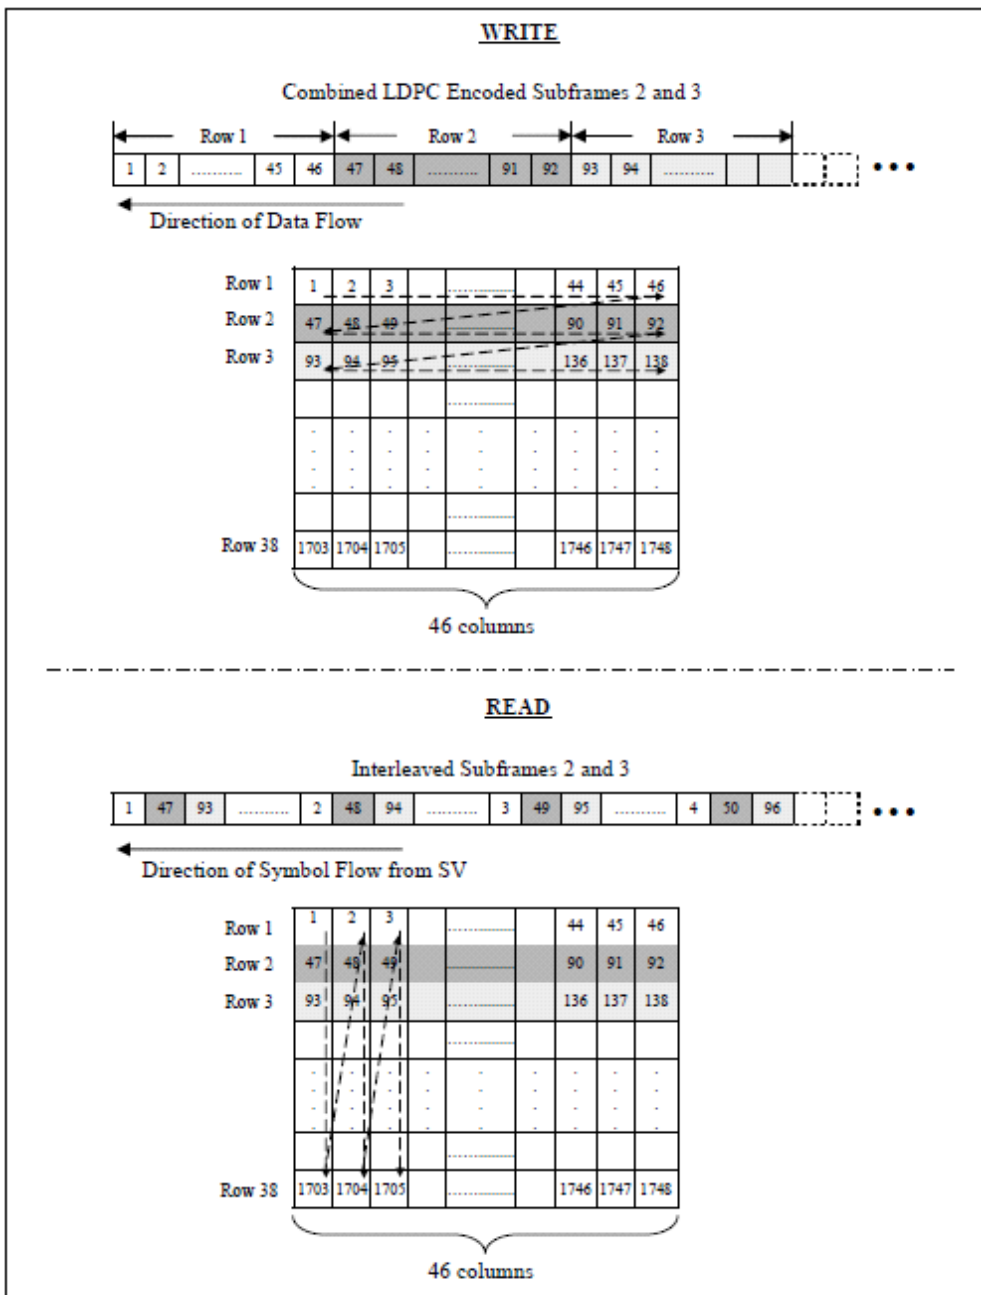 WRITE
Combined LDPC Encoded Subframes 2 and 3
Row 1 Row 2 Row 3
1 2 ........... 45 46 47 48 ........... 91 92 93 94 ........... • • •
Direction of Data Flow
Row 1 1 2 3 ........... 44 45 46
Row 2 47 48 49 ........... 90 91 92
Row 3 93 94 95 ........... 136 137 138
...........
. . . . . . . .
. . . . . . . .
. . . . . . . .
. . . . . . . .
...........
Row 38 1703 1704 1705 ........... 1746 1747 1748
46 columns
READ
Interleaved Subframes 2 and 3
1 47 93 ........... 2 48 94 ........... 3 49 95 ........... 4 50 96 • • •
Direction of Symbol Flow from SV
Row 1 1 2 3 ........... 44 45 46
Row 2 47 48 49 ........... 90 91 92
Row 3 93 94 95 ........... 136 137 138
...........
. . . . . . . .
. . . . . . . .
. . . . . . . .
. . . . . . . .
...........
Row 38 1703 1704 1705 ........... 1746 1747 1748
46 columns